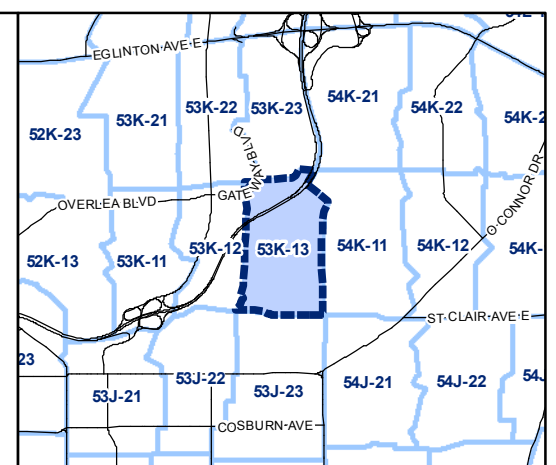 EGLINTON AVE E
53K-22
53K-23
54K-21
54K-22
53K-21
52K-23
54K-2
GATEWAY BLVD
OVERLEA BLVD
O CONNOR DR
52K-13
53K-11
53K-12
53K-13
54K-11
54K-12
54K-
ST CLAIR AVE E
23
53J-22
53J-21
53J-23
54J-21
54J-22
54J
COSBURN AVE